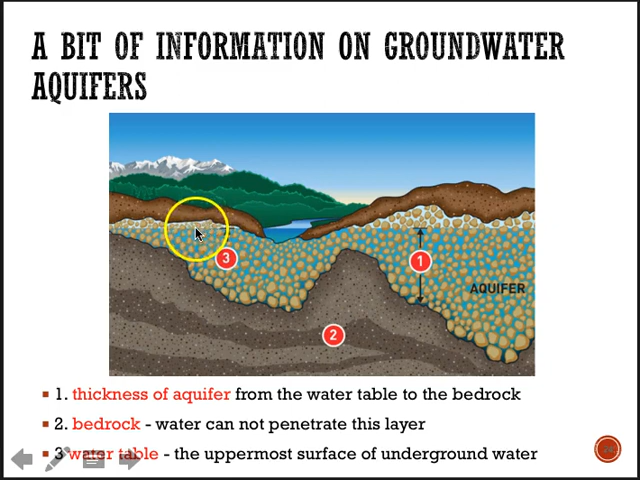 A BIT OF INFORMATION ON GROUNDWATER
AQUIFERS
3
1
AQUIFER
2
1. thickness of aquifer from the water table to the bedrock
2. bedrock - water can not penetrate this layer
3 water table - the uppermost surface of underground water